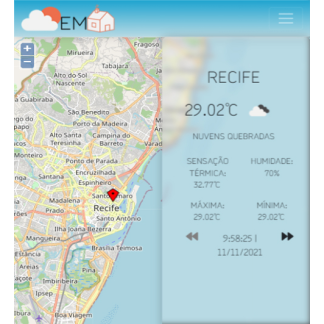 EM
Fragoso
Mirueira
Tabajara
Alto do Sol
Nascente
Guabiraba
São Benedito
Porto da Madeira
Alto Santa
Campina do
Terezinha
Barreto
Monteiro
Ponto de Parada
Encruzilhada
Espinheiro
Madalena
Santo Amaro
Prado
Recife
Santo Antônio
Mangueira
Ilha Joana
Bezerra
Brasília Teimosa
Areias
Imbiribeira
Ipsep
Boa Viagem
RECIFE
29.02℃
NUVENS QUEBRADAS
SENSAÇÃO
TÉRMICA:
32.77℃
HUMIDADE:
70%
MÁXIMA:
29.02℃
MÍNIMA:
29.02℃
9:58:25 |
11/11/2021